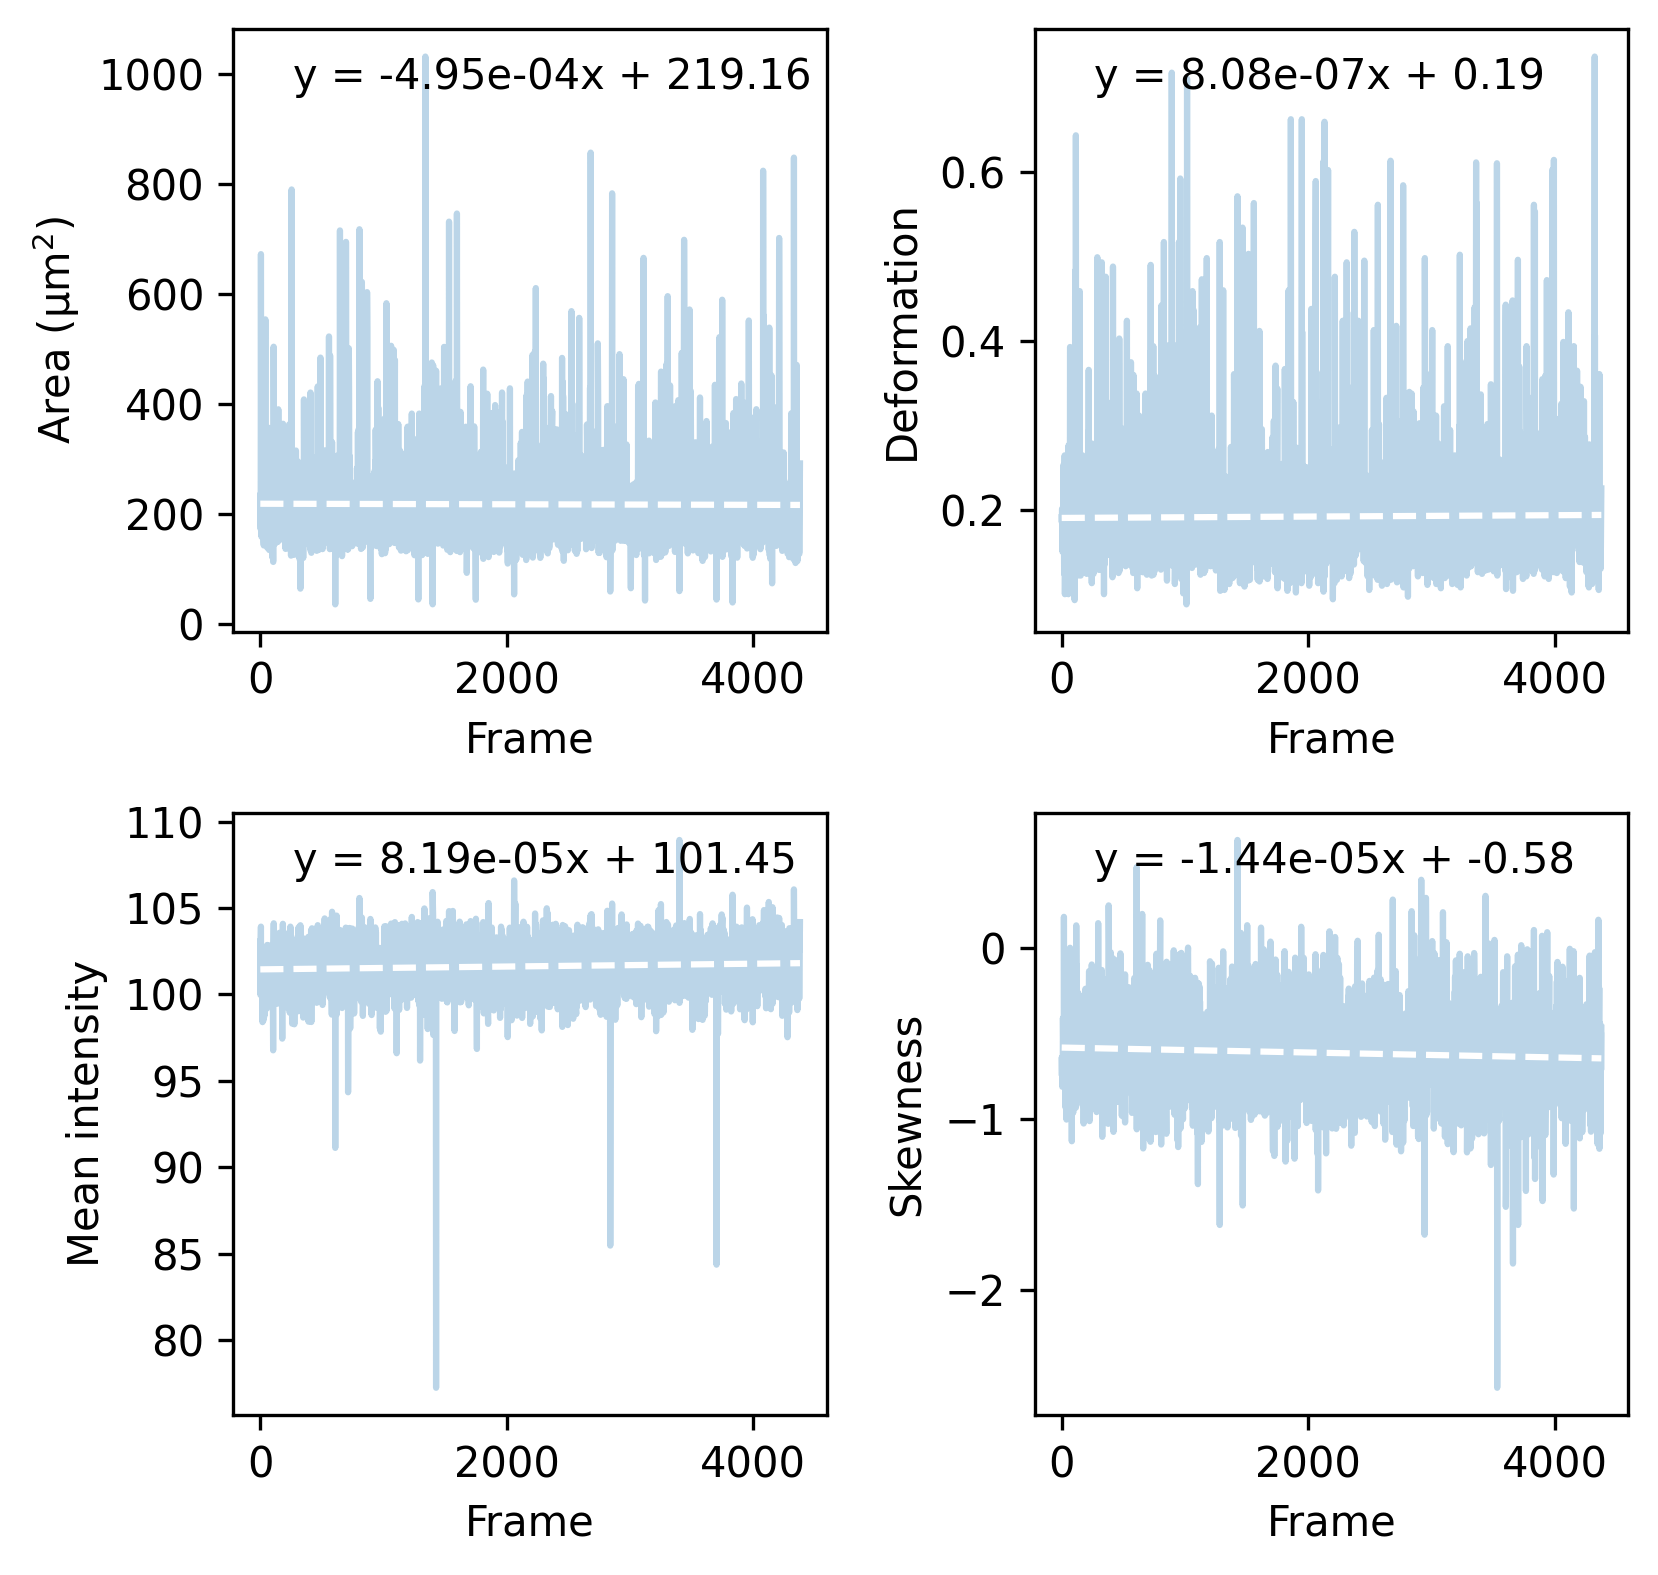 y = -4.95e-04x + 219.16
1000
800
600
400
200
0
Area (μm²)
0 2000 4000
Frame
y = 8.08e-07x + 0.19
0.6
0.4
0.2
Deformation
0 2000 4000
Frame
y = 8.19e-05x + 101.45
110
105
100
95
90
85
80
Mean intensity
0 2000 4000
Frame
y = -1.44e-05x + -0.58
0
−1
−2
Skewness
0 2000 4000
Frame